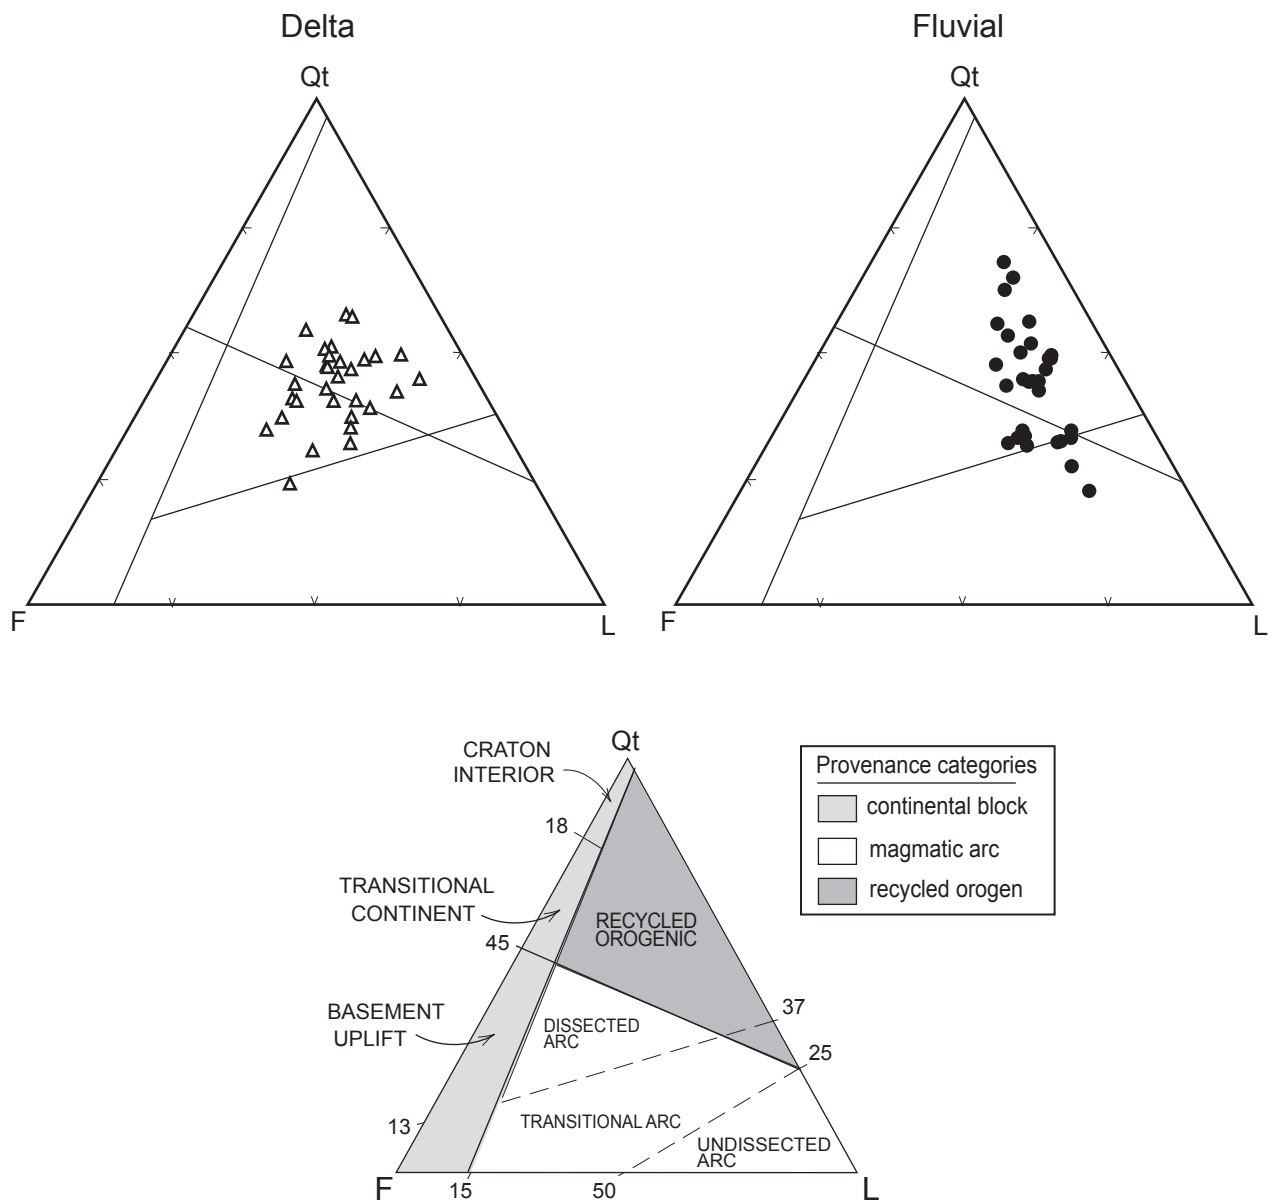 Delta
Fluvial
Qt
Qt
F
L
F
L
Qt
CRATON
INTERIOR
18
TRANSITIONAL
CONTINENT
45
RECYCLED
OROGENIC
BASEMENT
UPLIFT
DISSECTED
ARC
37
25
13
TRANSITIONAL ARC
UNDISSECTED
ARC
F
15
50
L
Provenance categories
continental block
magmatic arc
recycled orogen